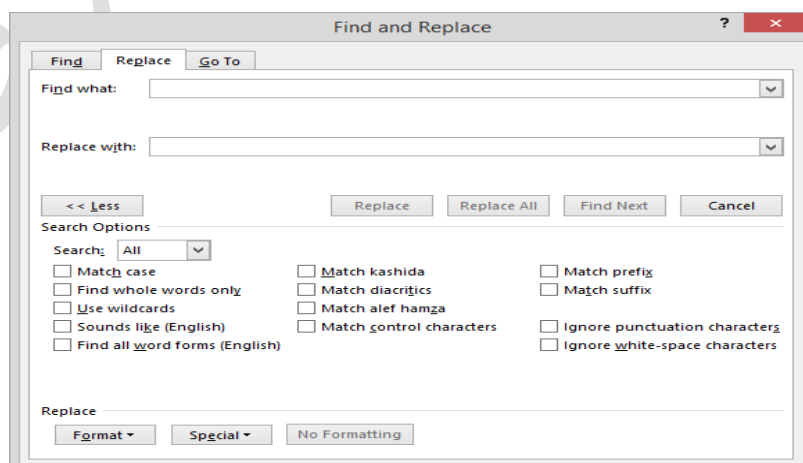 Find and Replace ? ×
Find Replace Go To
Find what:
Replace with:
<< Less Replace Replace All Find Next Cancel
Search Options
Search: All
Match case Match kashida Match prefix
Find whole words only Match diacritics Match suffix
Use wildcards Match alef hamza
Sounds like (English) Match control characters Ignore punctuation characters
Find all word forms (English) Ignore white-space characters
Replace
Format Special No Formatting